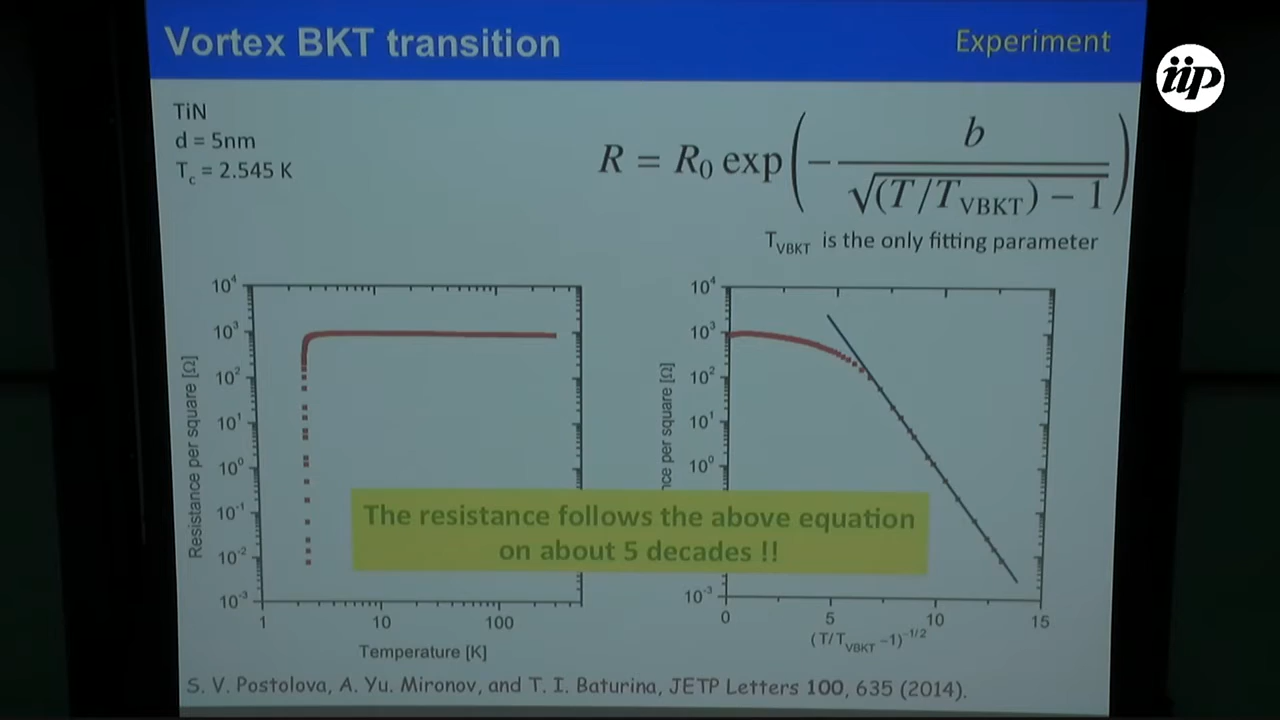 Vortex BKT transition
Experiment
iip
TiN
d = 5nm
Tc = 2.545 K
R = R0 exp(− b / √(T/TVBKT) − 1)
TVBKT is the only fitting parameter
10^4
10^3
10^2
10^1
10^0
10^-1
10^-2
10^-3
Resistance per square [Ω]
1
10
100
Temperature [K]
10^4
10^3
10^2
10^1
10^0
10^-3
nce per square [Ω]
0
5
10
15
(T/TVBKT −1)^-1/2
The resistance follows the above equation
on about 5 decades !!
S. V. Postolova, A. Yu. Mironov, and T. I. Baturina, JETP Letters 100, 635 (2014).